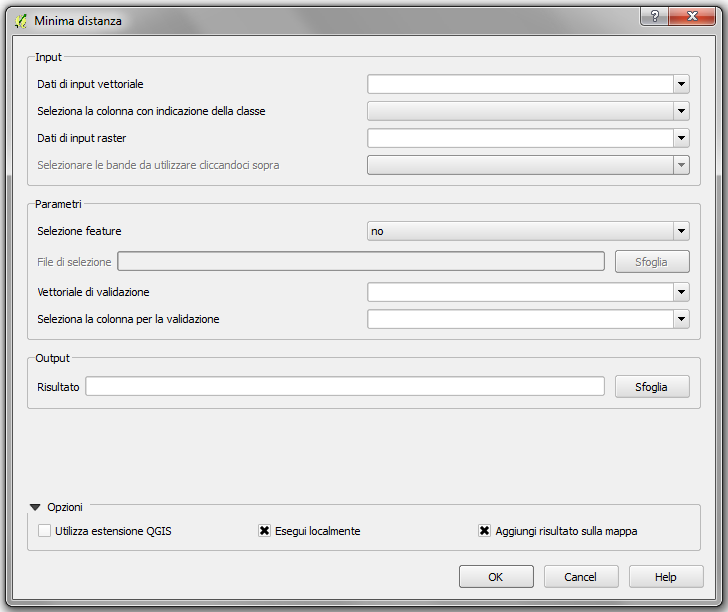 Minima distanza
Input
Dati di input vettoriale
Seleziona la colonna con indicazione della classe
Dati di input raster
Selezionare le bande da utilizzare cliccandoci sopra
Parametri
Selezione feature no
File di selezione Sfoglia
Vettoriale di validazione
Seleziona la colonna per la validazione
Output
Risultato Sfoglia
Opzioni
Utilizza estensione QGIS Esegui localmente Aggiungi risultato sulla mappa
OK Cancel Help